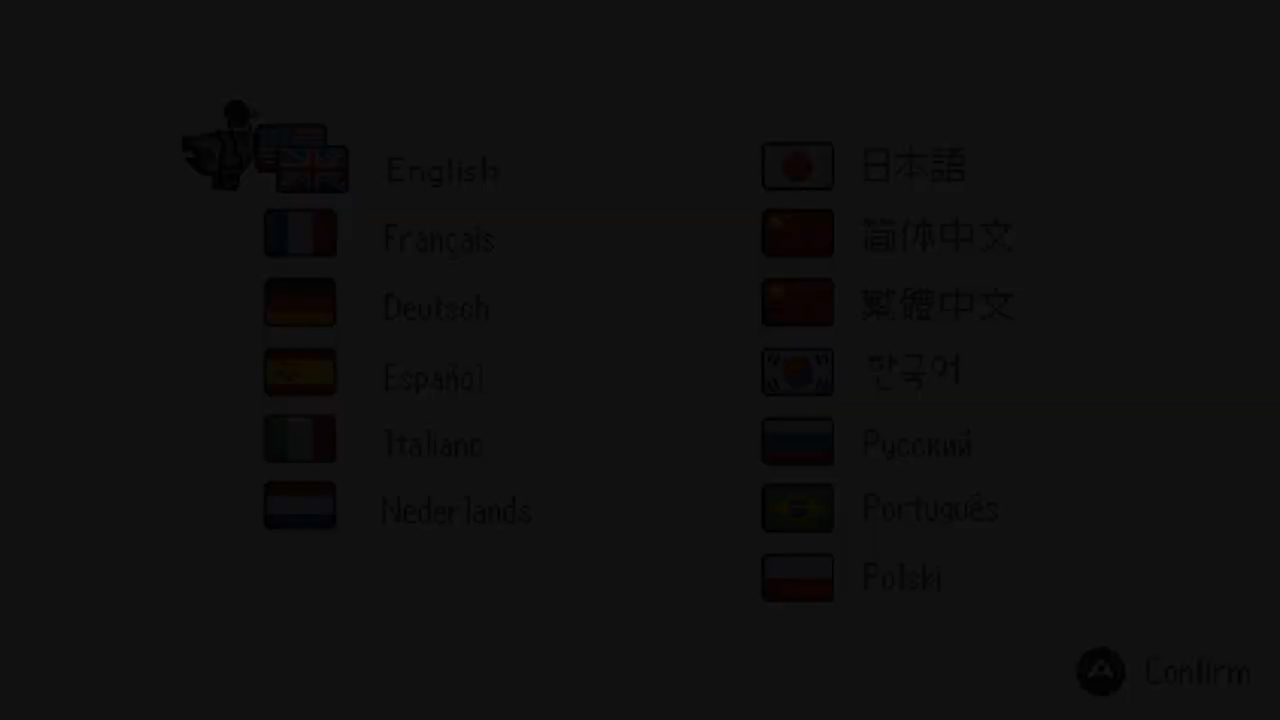 English
Français
Deutsch
Español
Italiano
Nederlands
日本語
简体中文
繁體中文
한국어
Русский
Português
Polski
A Confirm